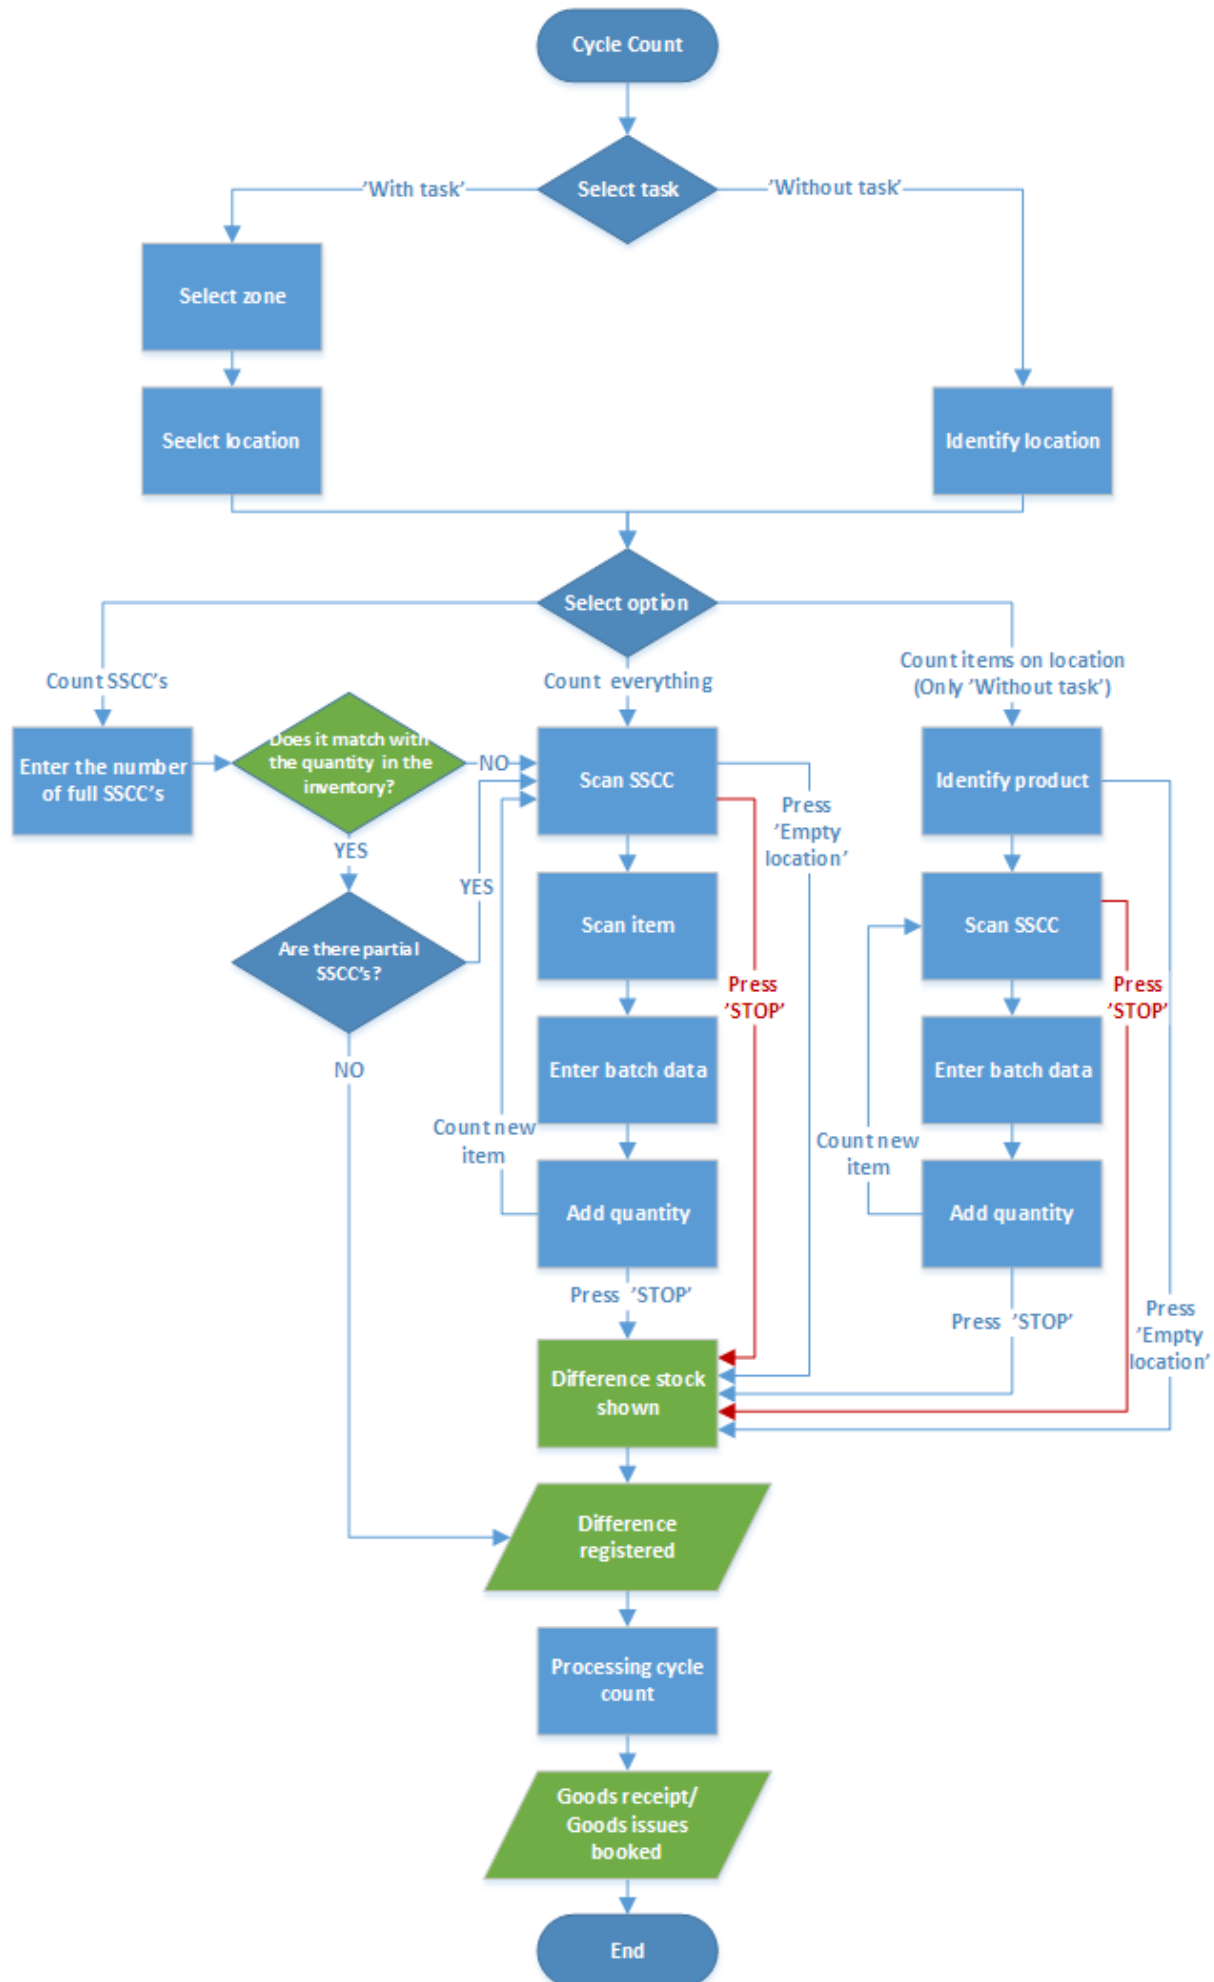 Cycle Count
Select task
'With task'
'Without task'
Select zone
Seelct location
Identify location
Select option
Count SSCC's
Count everything
Count items on location
(Only 'Without task')
Enter the number
of full SSCC's
Does it match with
the quantity in the
inventory?
NO
Scan SSCC
Press
'Empty
location'
Identify product
YES
YES
Are there partial
SSCC's?
Scan item
Scan SSCC
Press
'STOP'
Press
'STOP'
NO
Enter batch data
Enter batch data
Count new
item
Count new
item
Add quantity
Add quantity
Press 'STOP'
Press 'STOP'
Press
'Empty
location'
Difference stock
shown
Difference
registered
Processing cycle
count
Goods receipt/
Goods issues
booked
End